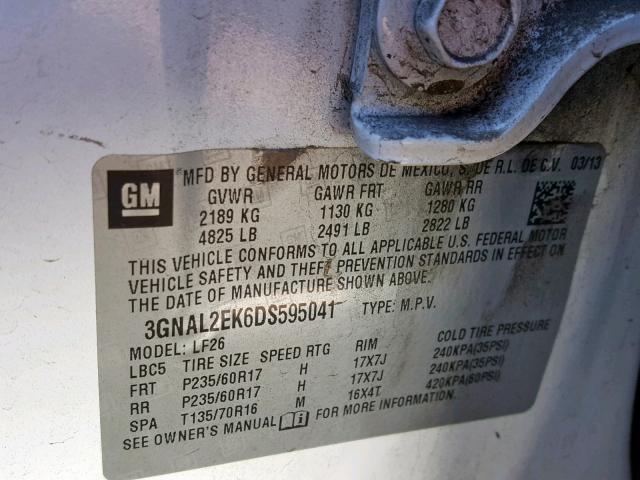 GM
MFD BY GENERAL MOTORS DE MEXICO, S. DE R.L. DE C.V. 03/13
GVWR GAWR FRT GAWR RR
2189 KG 1130 KG 1280 KG
4825 LB 2491 LB 2822 LB
THIS VEHICLE CONFORMS TO ALL APPLICABLE U.S. FEDERAL MOTOR
VEHICLE SAFETY AND THEFT PREVENTION STANDARDS IN EFFECT ON
THE DATE OF MANUFACTURE SHOWN ABOVE.
3GNAL2EK6DS595041 TYPE: M.P.V.
MODEL: LF26
LBC5 TIRE SIZE SPEED RTG RIM COLD TIRE PRESSURE
FRT P235/60R17 H 17X7J 240KPA(35PSI)
RR P235/60R17 H 17X7J 240KPA(35PSI)
SPA T135/70R16 M 16X4T 420KPA(60PSI)
SEE OWNER'S MANUAL FOR MORE INFORMATION.